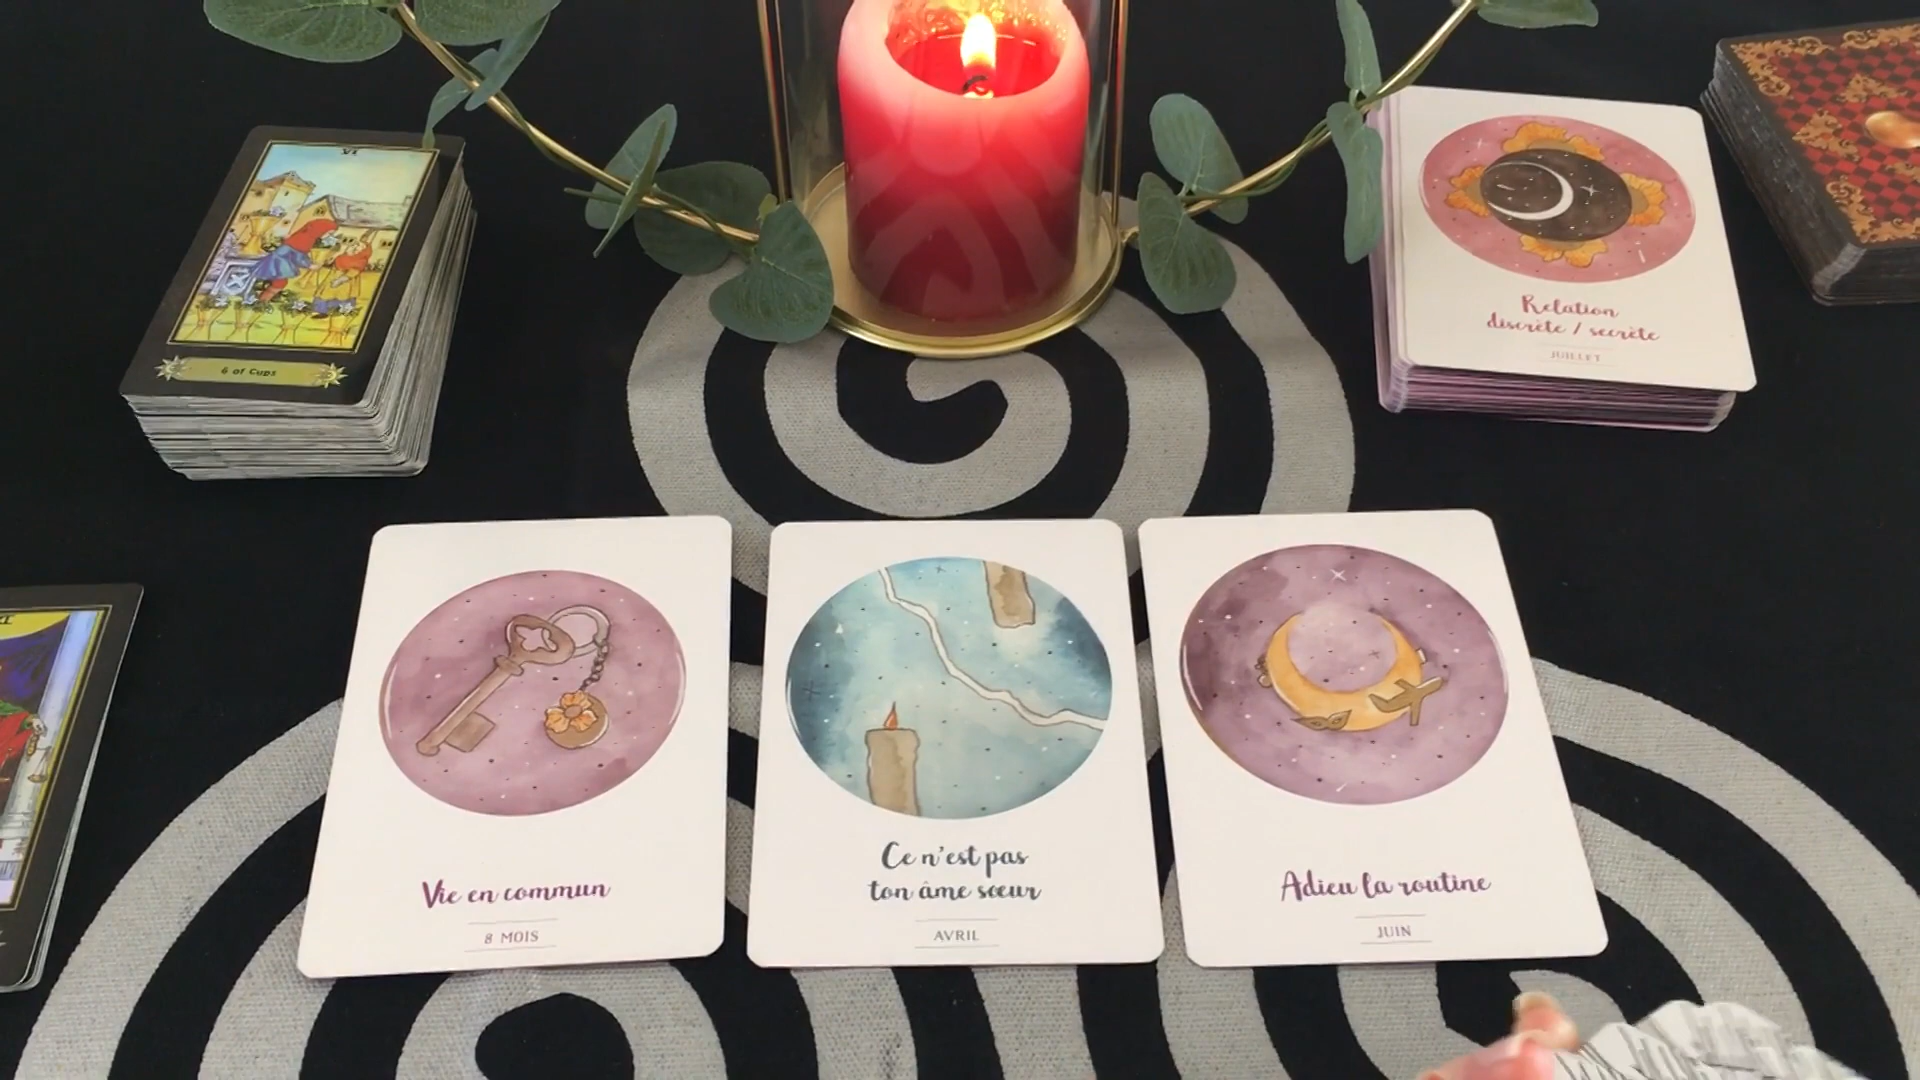 VI
6 of Cups
Relation
discrète / secrète
JUILLET
Vie en commun
8 MOIS
Ce n'est pas
ton âme sœur
AVRIL
Adieu la routine
JUIN